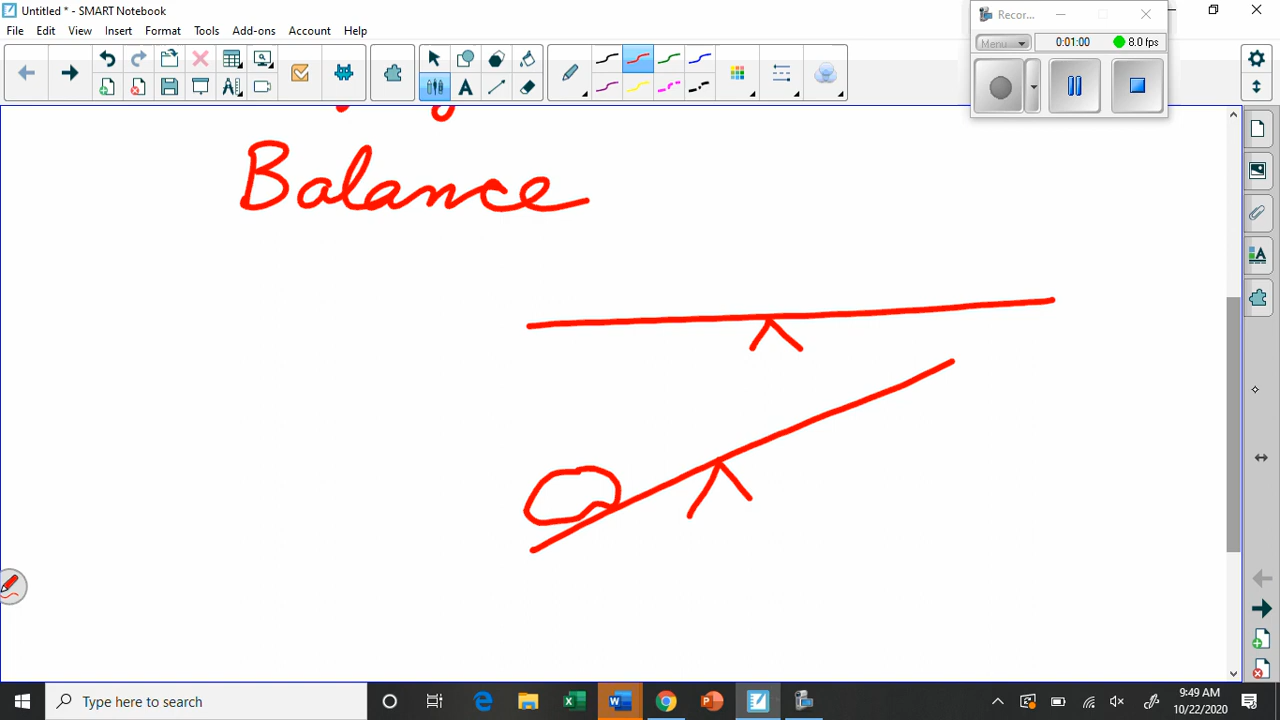 Untitled * - SMART Notebook
File Edit View Insert Format Tools Add-ons Account Help
Recor...
Menu 0:01:00 8.0 fps
Balance
Type here to search
9:49 AM
10/22/2020